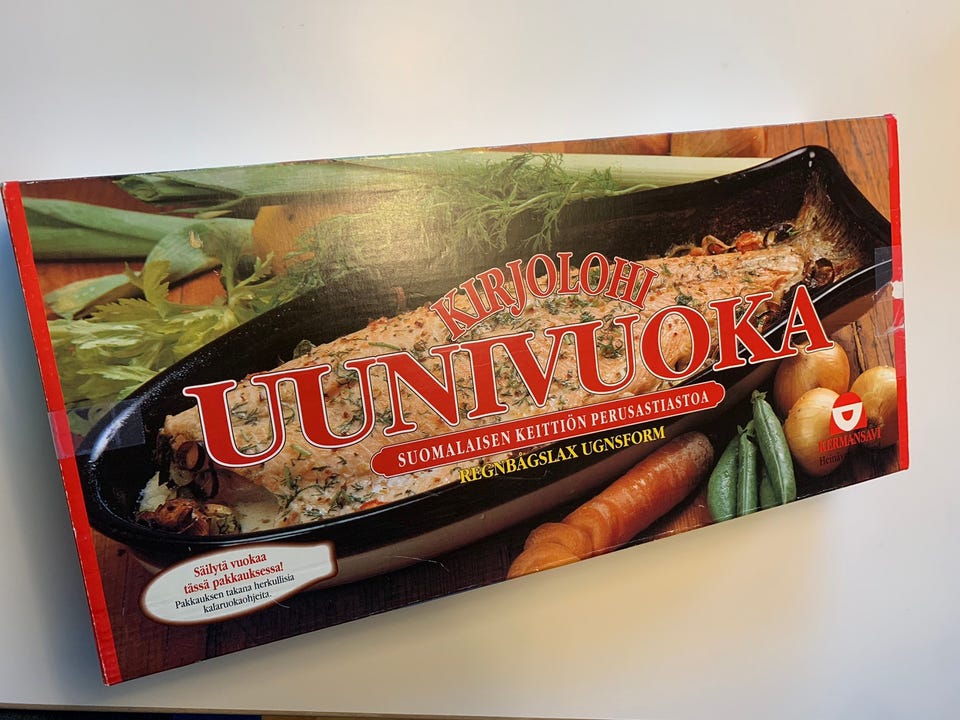 KIRJOLOHI
UUNIVUOKA
SUOMALAISEN KEITTIÖN PERUSASTIASTOA
REGNBÅGSLAX UGNSFORM
KERMANSAVI
Säilytä vuokaa
tässä pakkauksessa!
Pakkauksen takana herkullisia
kalaruokaohjeita.